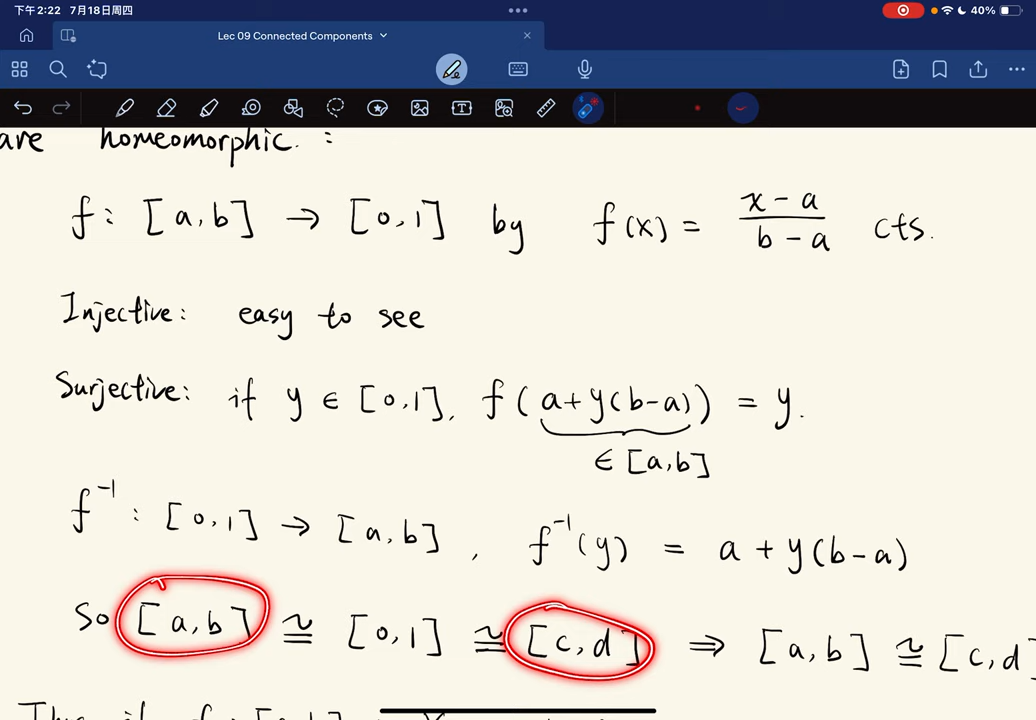 下午2:22 7月18日周四
40%
Lec 09 Connected Components
are homeomorphic. :
f: [a,b] → [0,1] by f(x) = \frac{x-a}{b-a} cts.
Injective: easy to see
Surjective: if y ∈ [0,1], f(a+y(b-a)) = y.
∈ [a,b]
f⁻¹: [0,1] → [a,b], f⁻¹(y) = a + y(b-a)
So [a,b] ≅ [0,1] ≅ [c,d] ⇒ [a,b] ≅ [c,d]